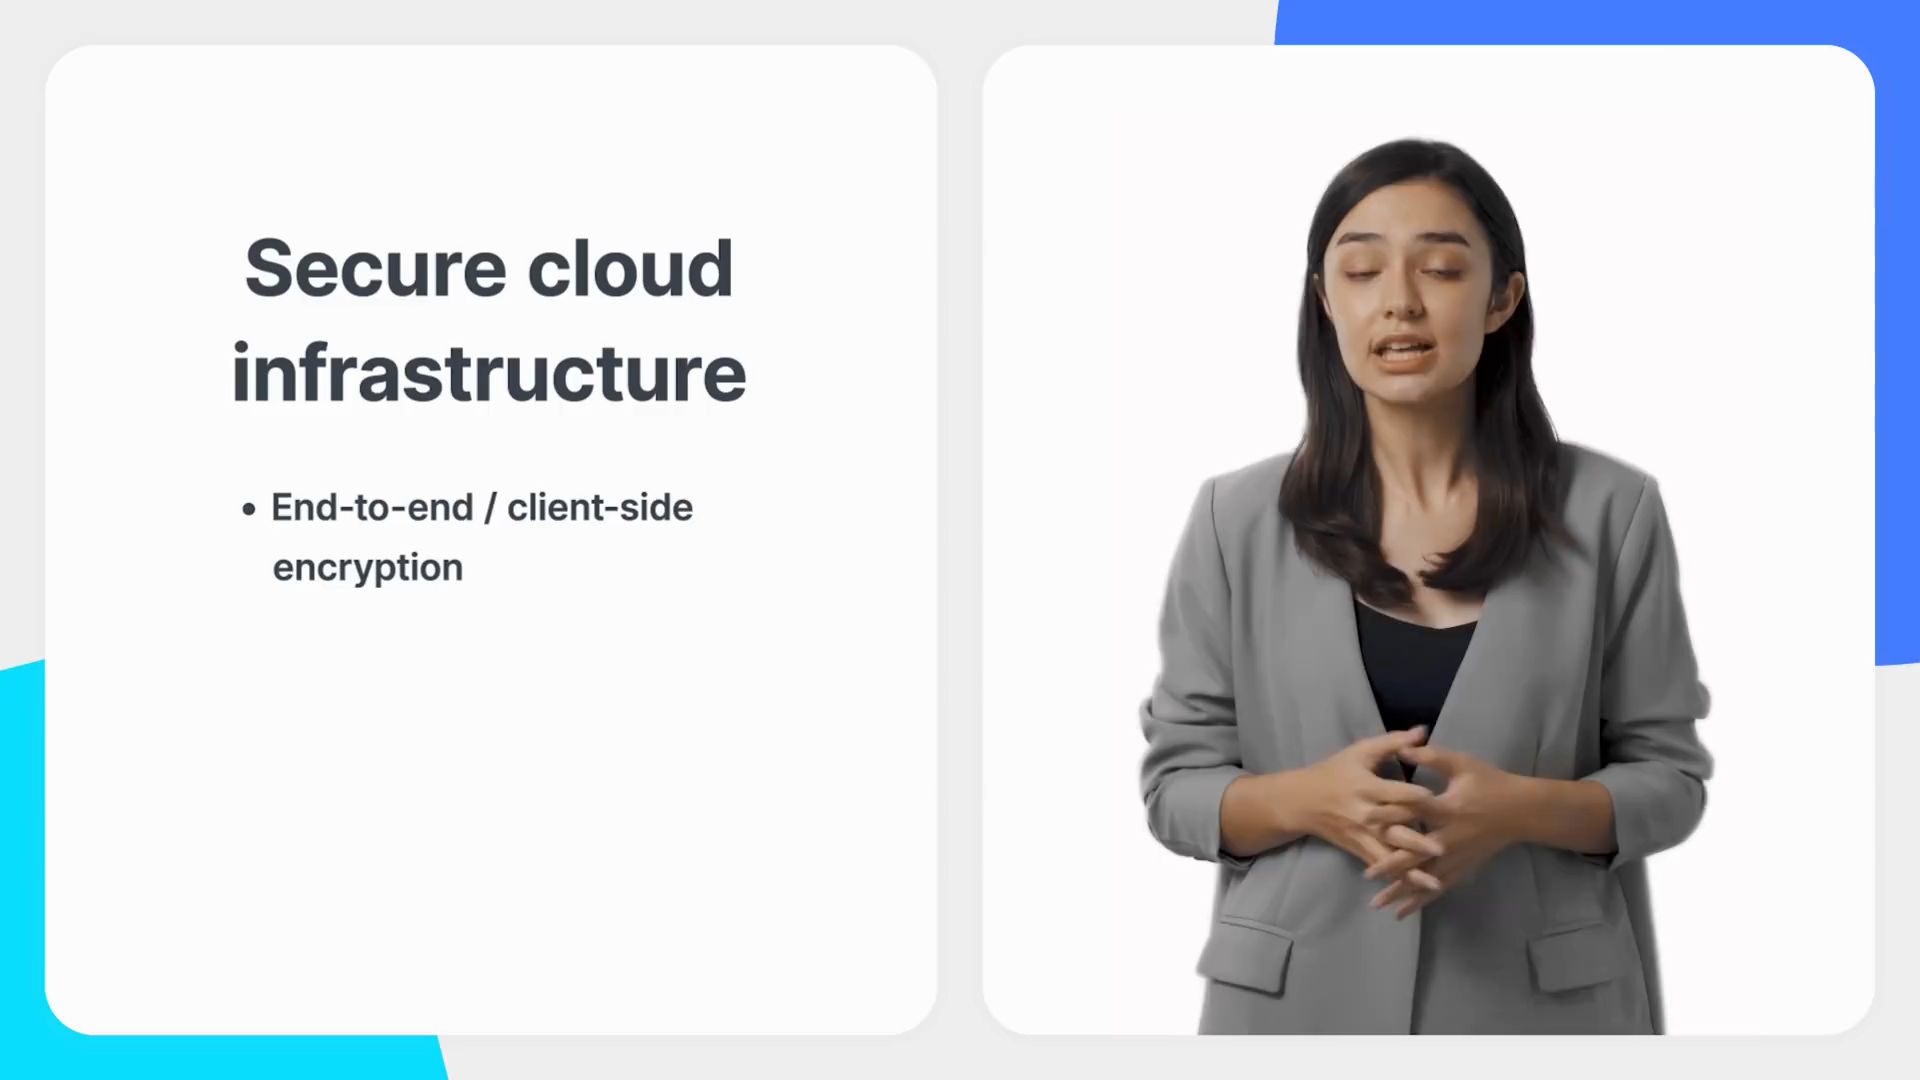 Secure cloud
infrastructure
• End-to-end / client-side
encryption